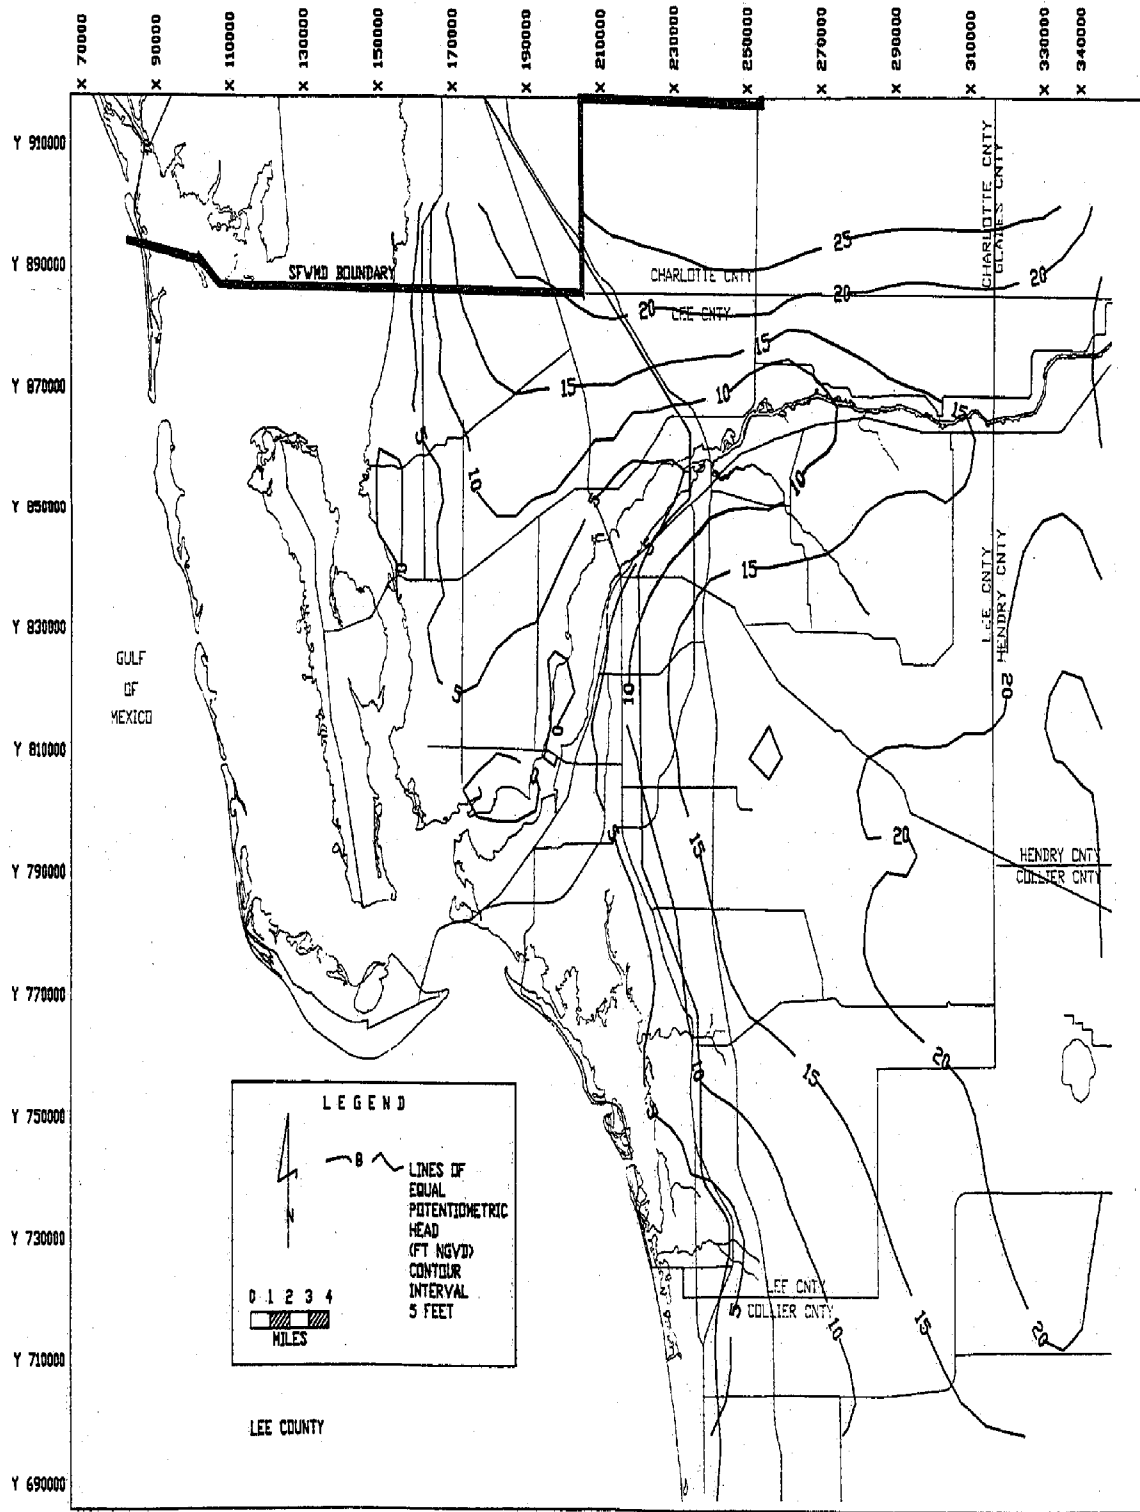 X 70000
X 90000
X 110000
X 130000
X 150000
X 170000
X 190000
X 210000
X 230000
X 250000
X 270000
X 290000
X 310000
X 330000
X 340000
Y 910000
Y 890000
Y 870000
Y 850000
Y 830000
Y 810000
Y 790000
Y 770000
Y 750000
Y 730000
Y 710000
Y 690000
CHARLOTTE CNTY
GLADES CNTY
25
SFWMD BOUNDARY
CHARLOTTE CNTY
20
20
20
LEE CNTY
15
15
10
15
5
10
10
5
5
0
15
LEE CNTY
HENDRY CNTY
GULF
OF
MEXICO
5
10
20
0
5
5
15
20
HENDRY CNTY
COLLIER CNTY
20
10
15
5
LEGEND
8
LINES OF
EQUAL
POTENTIOMETRIC
HEAD
(FT NGVD)
CONTOUR
INTERVAL
5 FEET
N
0 1 2 3 4
MILES
LEE CNTY
COLLIER CNTY
5
10
15
20
LEE COUNTY